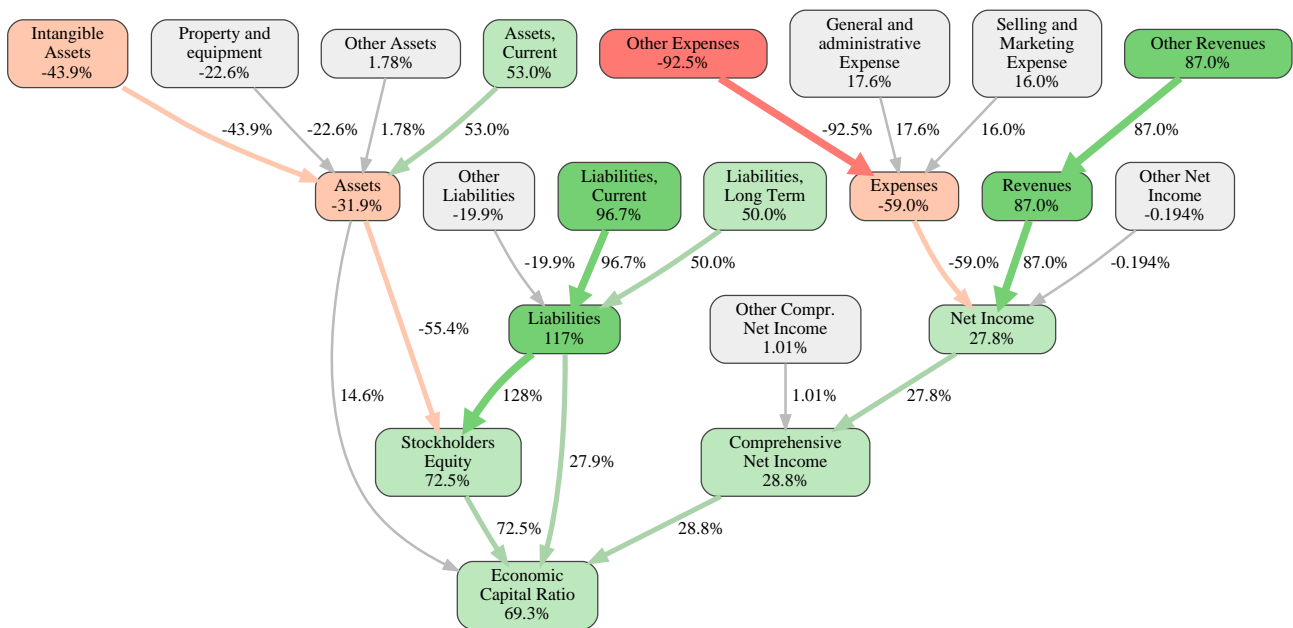 Intangible
Assets
-43.9%
Property and
equipment
-22.6%
Other Assets
1.78%
Assets,
Current
53.0%
Other Expenses
-92.5%
General and
administrative
Expense
17.6%
Selling and
Marketing
Expense
16.0%
Other Revenues
87.0%
-43.9%
-22.6%
1.78%
53.0%
-92.5%
17.6%
16.0%
87.0%
Assets
-31.9%
Other
Liabilities
-19.9%
Liabilities,
Current
96.7%
Liabilities,
Long Term
50.0%
Expenses
-59.0%
Revenues
87.0%
Other Net
Income
-0.194%
-19.9%
96.7%
50.0%
-59.0%
87.0%
-0.194%
-55.4%
Liabilities
117%
Other Compr.
Net Income
1.01%
Net Income
27.8%
14.6%
128%
1.01%
27.8%
Stockholders
Equity
72.5%
27.9%
Comprehensive
Net Income
28.8%
72.5%
28.8%
Economic
Capital Ratio
69.3%